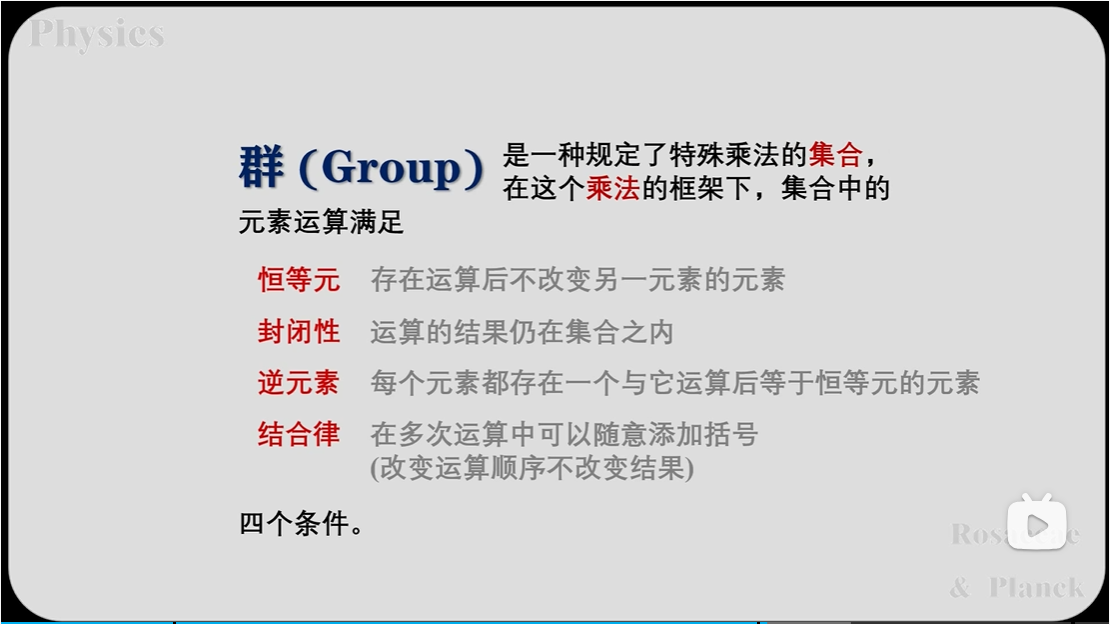 Physics
群 (Group) 是一种规定了特殊乘法的集合，
在这个乘法的框架下，集合中的
元素运算满足
恒等元 存在运算后不改变另一元素的元素
封闭性 运算的结果仍在集合之内
逆元素 每个元素都存在一个与它运算后等于恒等元的元素
结合律 在多次运算中可以随意添加括号
(改变运算顺序不改变结果)
四个条件。
& Planck